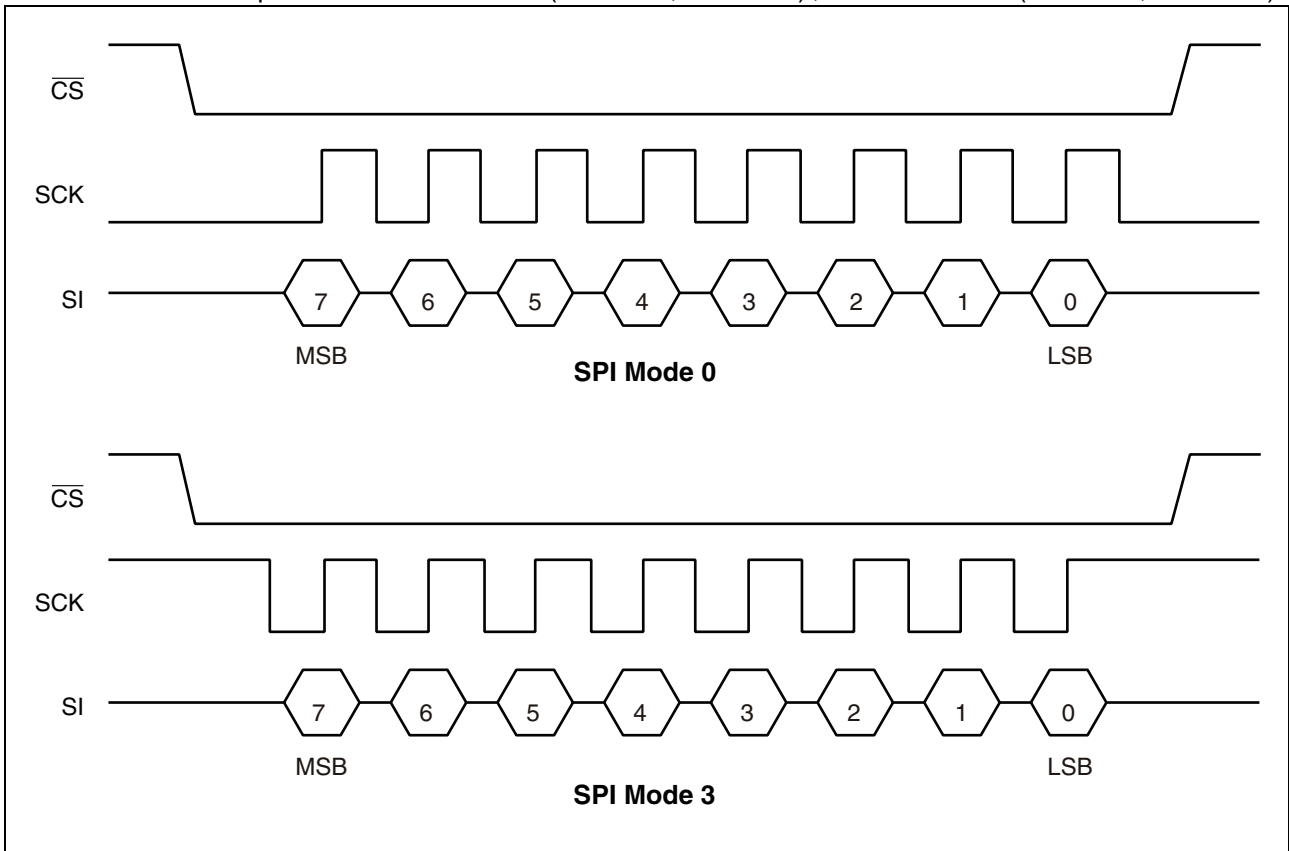 CS
SCK
SI
7 6 5 4 3 2 1 0
MSB LSB
SPI Mode 0
CS
SCK
SI
7 6 5 4 3 2 1 0
MSB LSB
SPI Mode 3